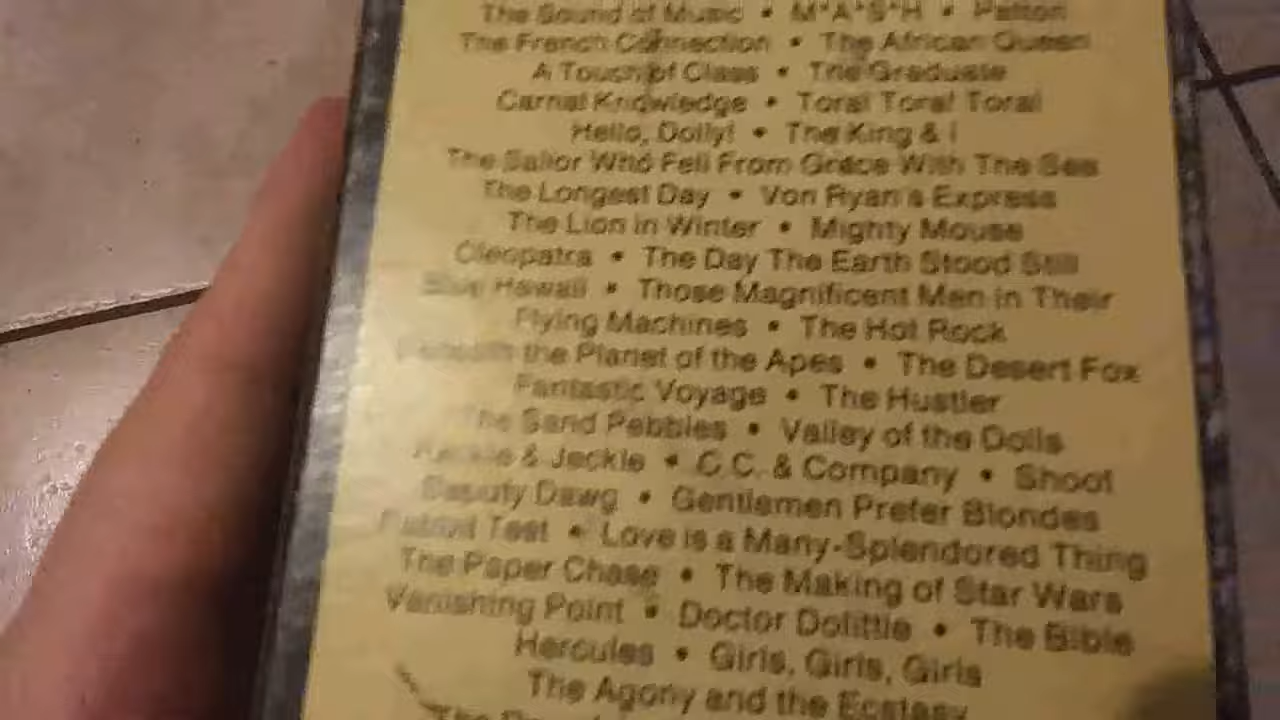 The Sound of Music • M*A*S*H • Patton
The French Connection • The African Queen
A Touch of Class • The Graduate
Carnal Knowledge • Tora! Tora! Tora!
Hello, Dolly! • The King & I
The Sailor Who Fell From Grace With The Sea
The Longest Day • Von Ryan's Express
The Lion in Winter • Mighty Mouse
Cleopatra • The Day The Earth Stood Still
Blue Hawaii • Those Magnificent Men in Their
Flying Machines • The Hot Rock
Beneath the Planet of the Apes • The Desert Fox
Fantastic Voyage • The Hustler
The Sand Pebbles • Valley of the Dolls
& Jeckle • C.C. & Company • Shoot
Deputy Dawg • Gentlemen Prefer Blondes
Test • Love is a Many-Splendored Thing
The Paper Chase • The Making of Star Wars
Vanishing Point • Doctor Dolittle • The Bible
Hercules • Girls, Girls, Girls
The Agony and the Ecstasy
The